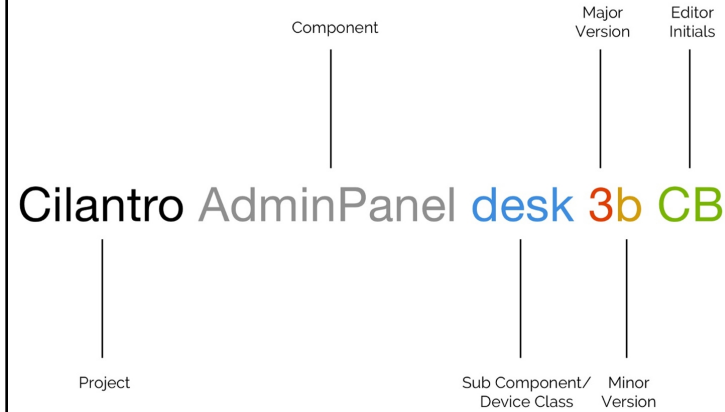 Component
Major
Version
Editor
Initials
Cilantro AdminPanel desk 3b CB
Project
Sub Component/
Device Class
Minor
Version